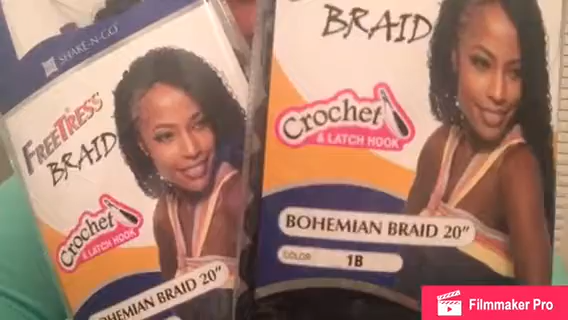 SHAKE-N-GO
FREETRESS
BRAID
Crochet
& LATCH HOOK
BOHEMIAN BRAID 20"
BRAID
Crochet
& LATCH HOOK
BOHEMIAN BRAID 20"
COLOR 1B
Filmmaker Pro